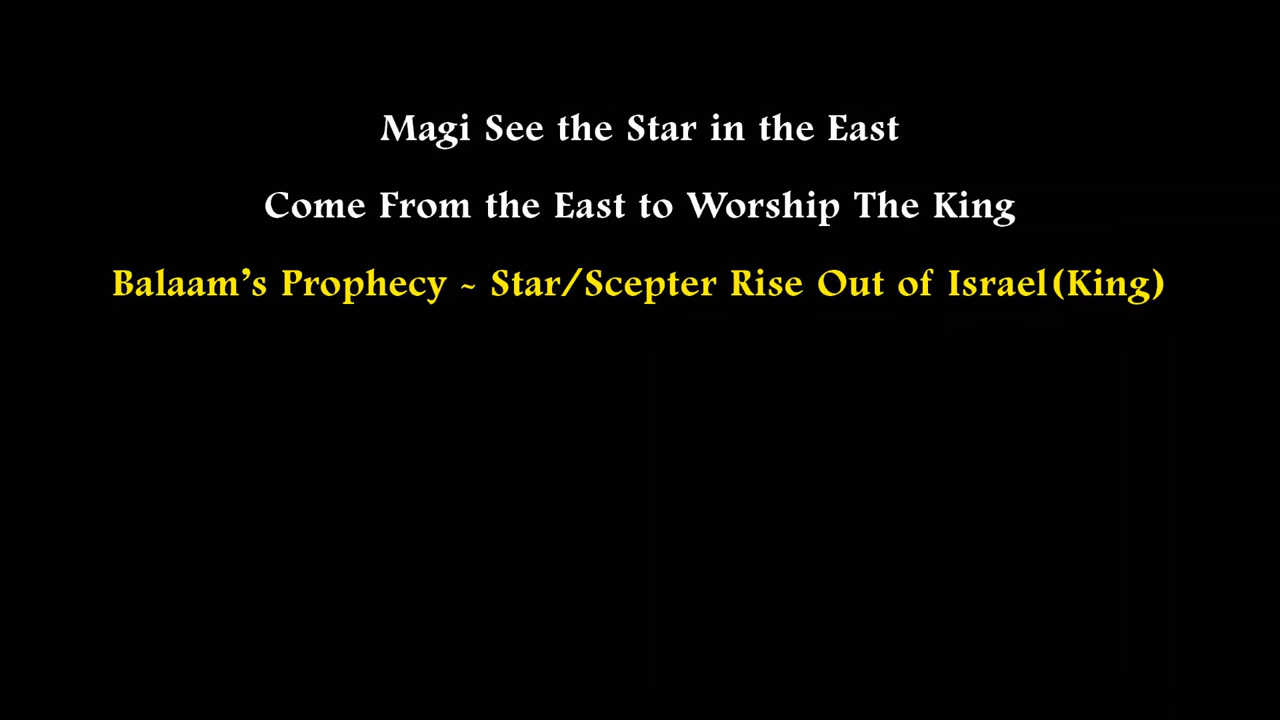 Magi See the Star in the East
Come From the East to Worship The King
Balaam’s Prophecy ~ Star/Scepter Rise Out of Israel(King)